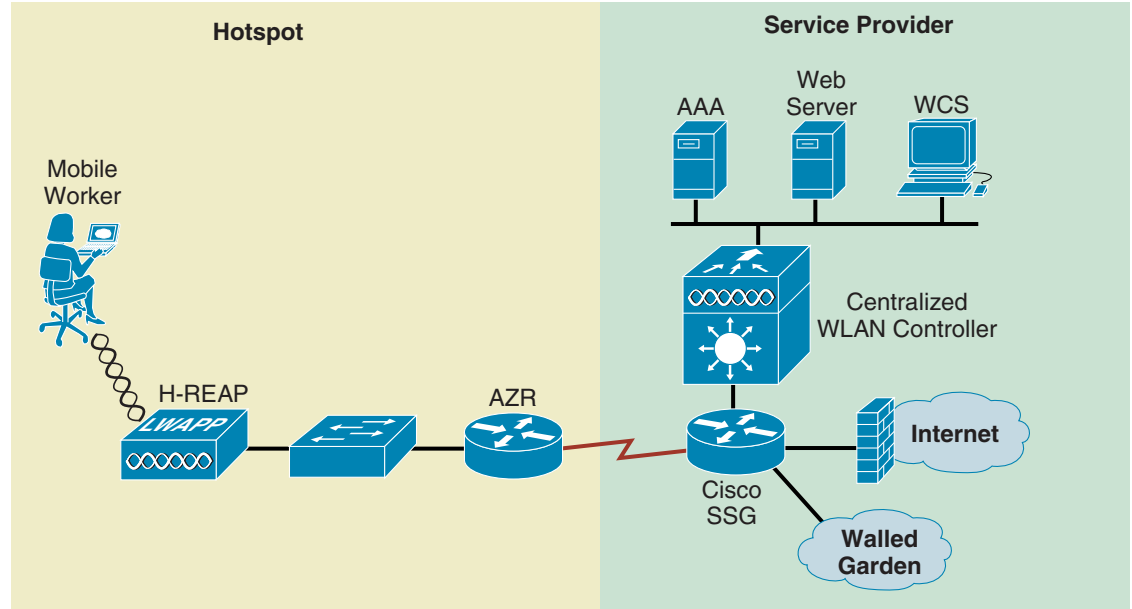 Hotspot
Service Provider
AAA
Web
Server
WCS
Mobile
Worker
Centralized
WLAN Controller
H-REAP
LWAPP
AZR
Internet
Cisco
SSG
Walled
Garden